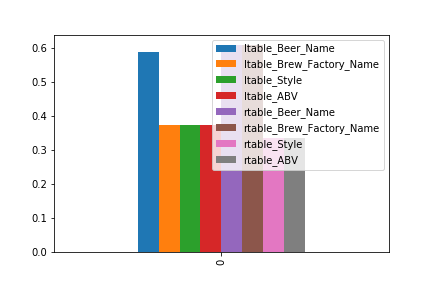 0.6
0.5
0.4
0.3
0.2
0.1
0.0
0
ltable_Beer_Name
ltable_Brew_Factory_Name
ltable_Style
ltable_ABV
rtable_Beer_Name
rtable_Brew_Factory_Name
rtable_Style
rtable_ABV